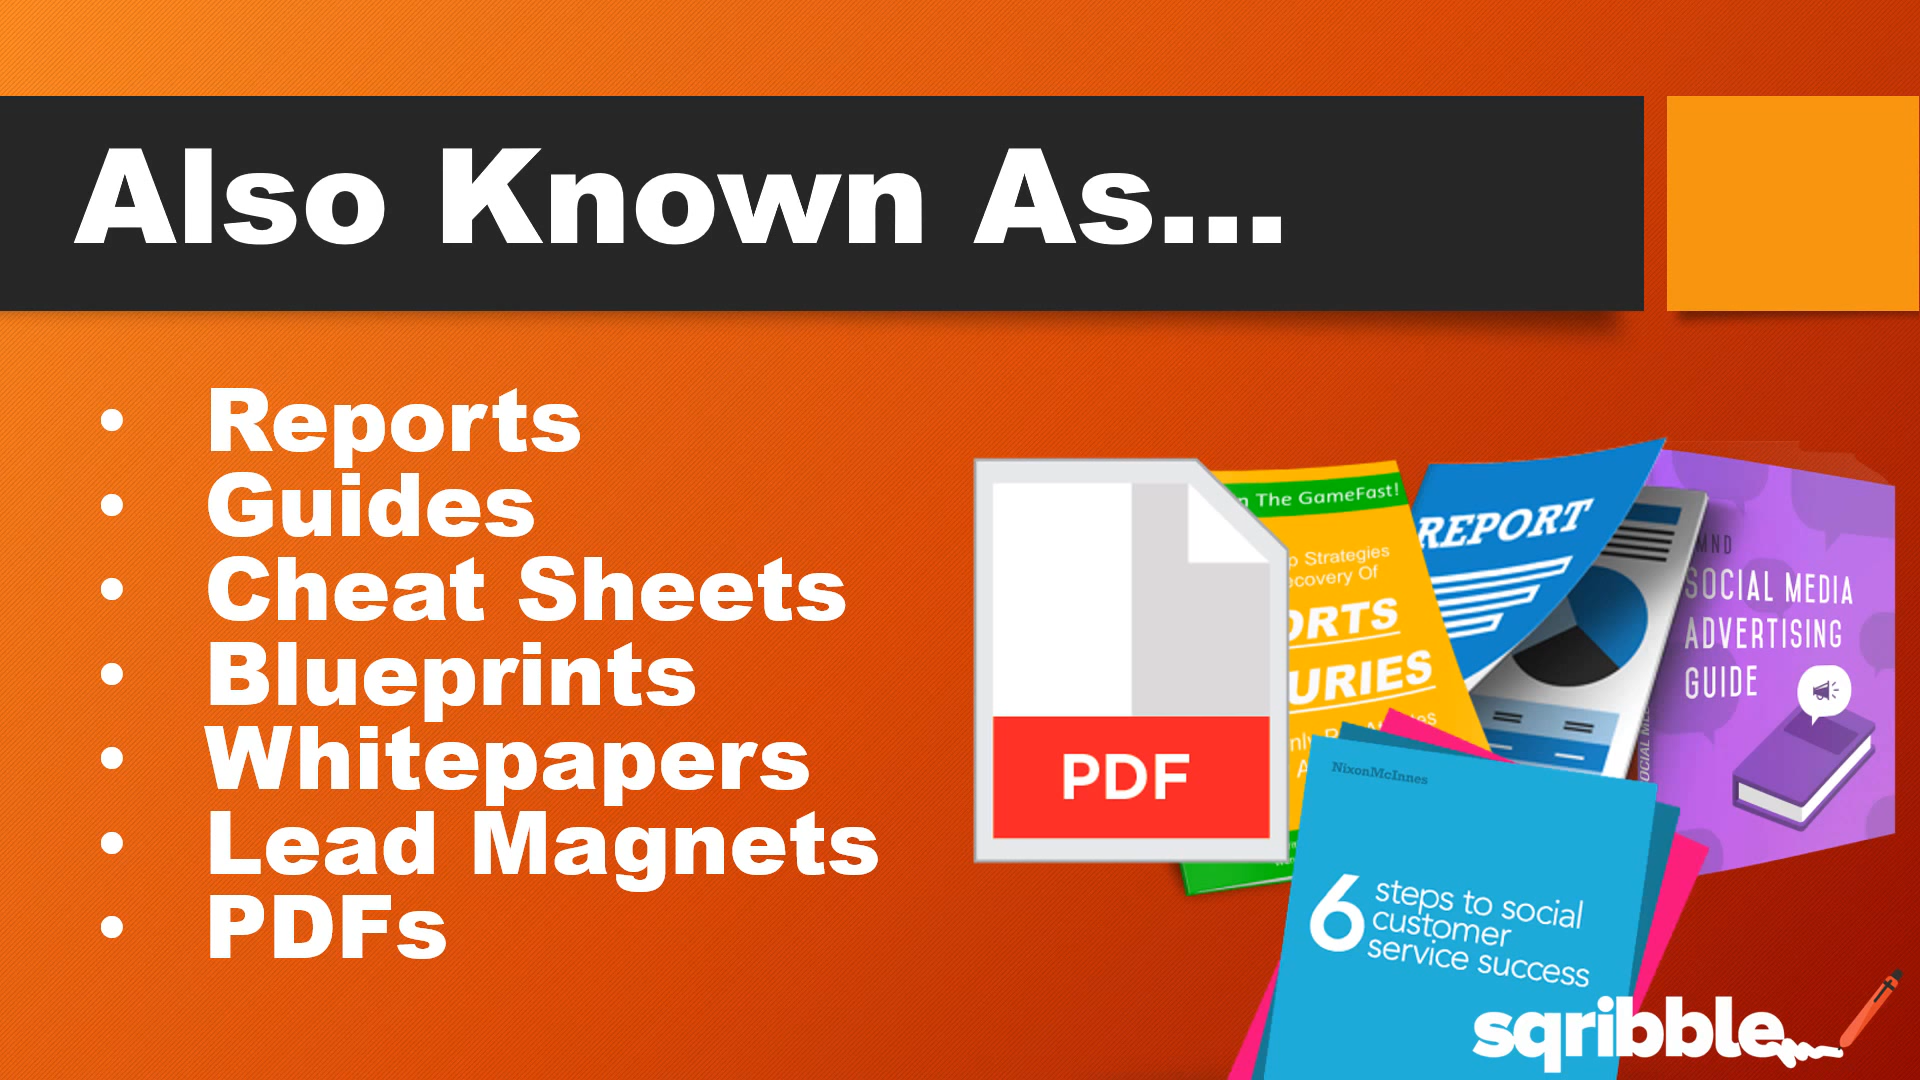 Also Known As...
• Reports
• Guides
• Cheat Sheets
• Blueprints
• Whitepapers
• Lead Magnets
• PDFs
PDF
The GameFast!
Strategies
Of
REPORT
SOCIAL MEDIA
ADVERTISING
GUIDE
NixonMcInnes
6 steps to social
customer
service success
sqribble